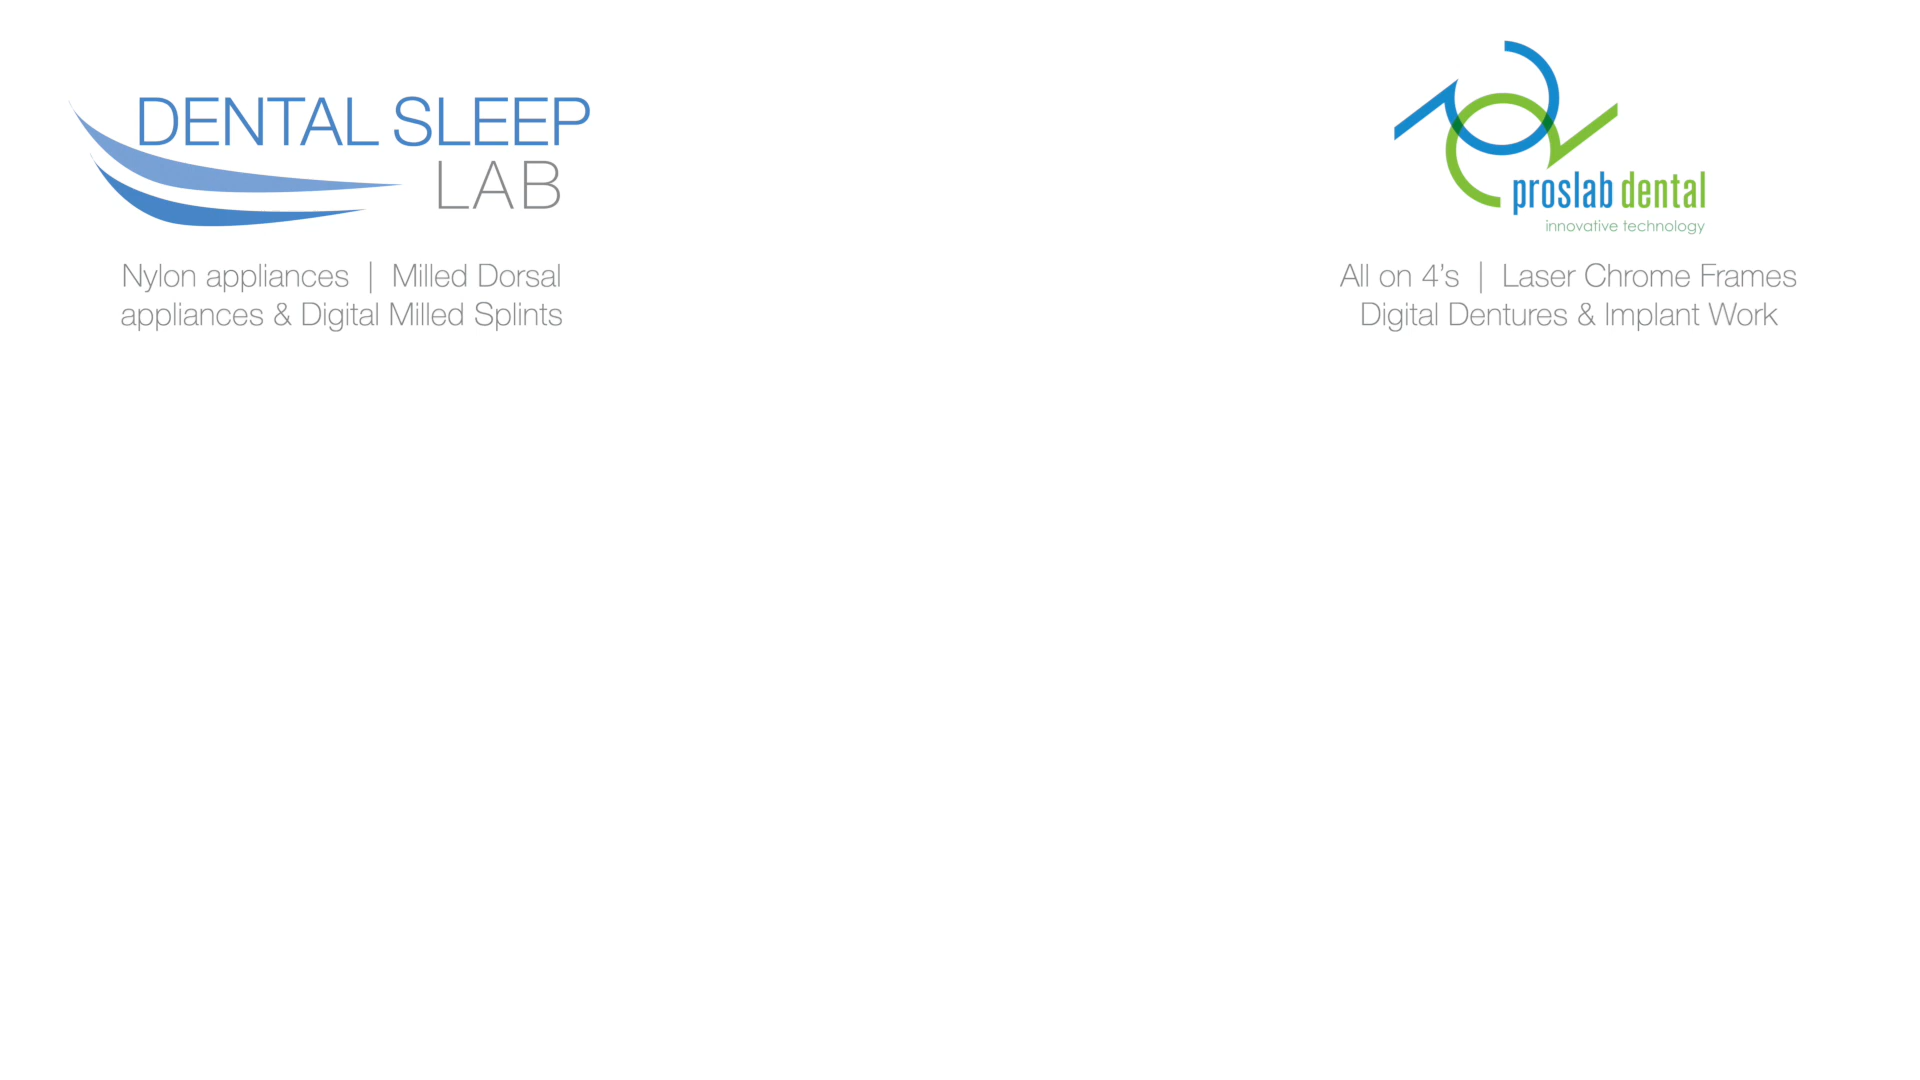 DENTAL SLEEP
LAB
Nylon appliances | Milled Dorsal
appliances & Digital Milled Splints
proslab dental
innovative technology
All on 4’s | Laser Chrome Frames
Digital Dentures & Implant Work